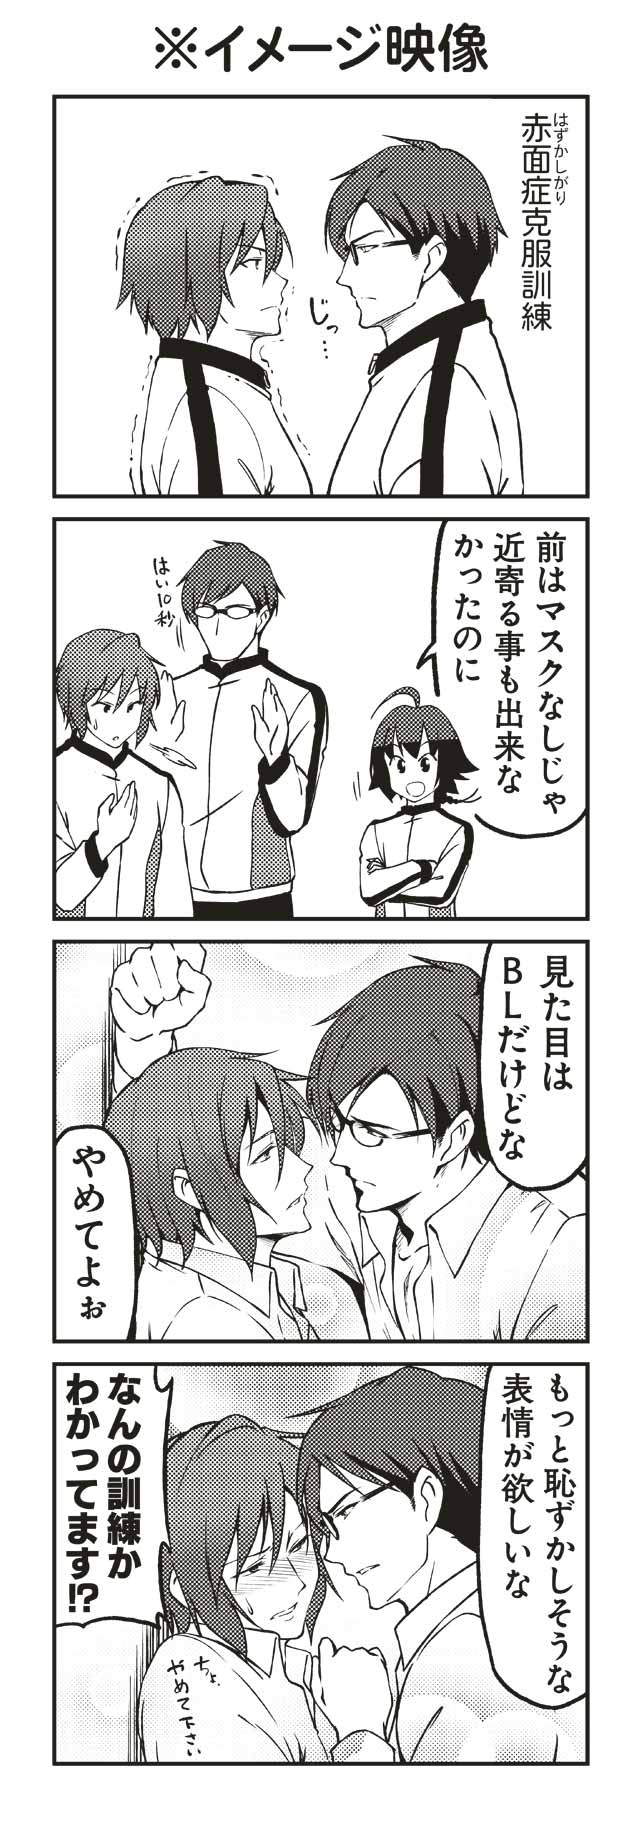 ※イメージ映像
赤面症克服訓練
はずかしがり
じっ…
前はマスクなしじゃ
近寄る事も出来な
かったのに
はい10秒
見た目は
BLだけどな
やめてよぉ
もっと恥ずかしそうな
表情が欲しいな
なんの訓練か
わかってます!?
ちょ、
やめて下さい